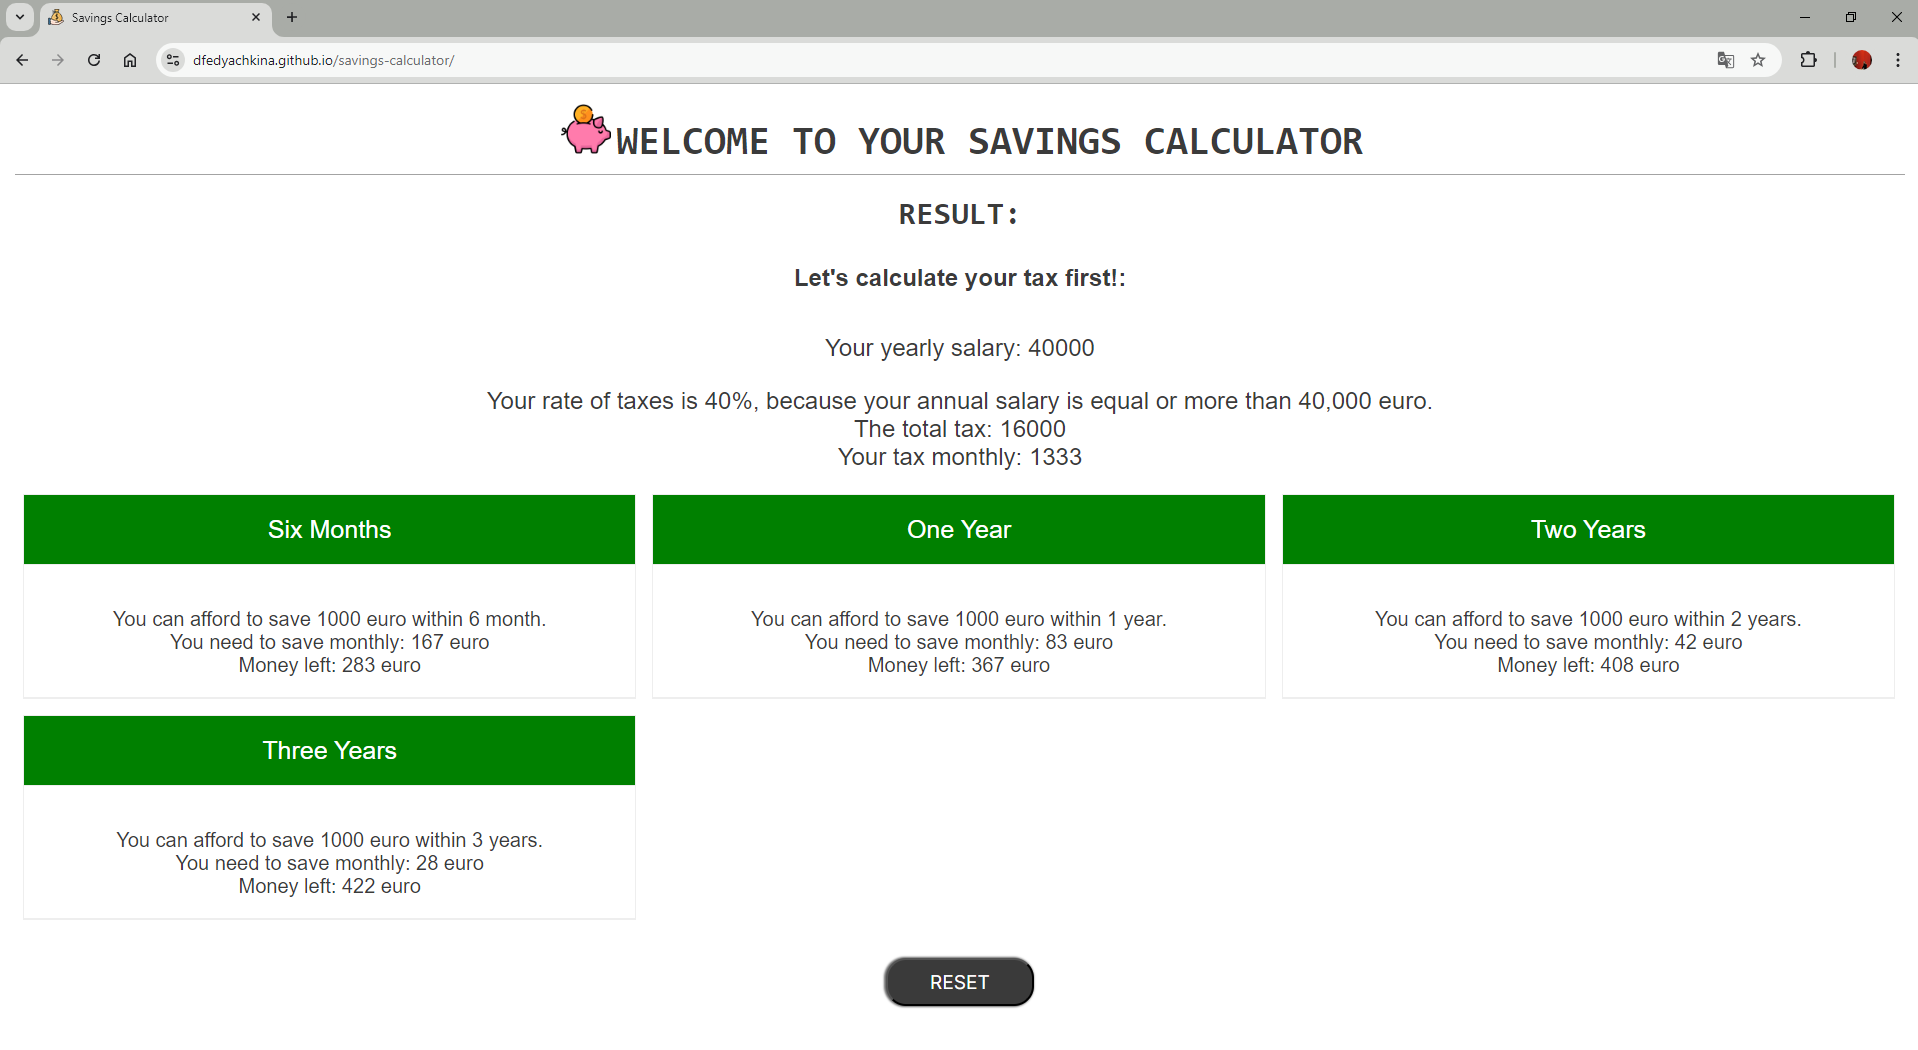 Savings Calculator
dfedyachkina.github.io/savings-calculator/
WELCOME TO YOUR SAVINGS CALCULATOR
RESULT:
Let's calculate your tax first!:
Your yearly salary: 40000
Your rate of taxes is 40%, because your annual salary is equal or more than 40,000 euro.
The total tax: 16000
Your tax monthly: 1333
Six Months
You can afford to save 1000 euro within 6 month.
You need to save monthly: 167 euro
Money left: 283 euro
One Year
You can afford to save 1000 euro within 1 year.
You need to save monthly: 83 euro
Money left: 367 euro
Two Years
You can afford to save 1000 euro within 2 years.
You need to save monthly: 42 euro
Money left: 408 euro
Three Years
You can afford to save 1000 euro within 3 years.
You need to save monthly: 28 euro
Money left: 422 euro
RESET